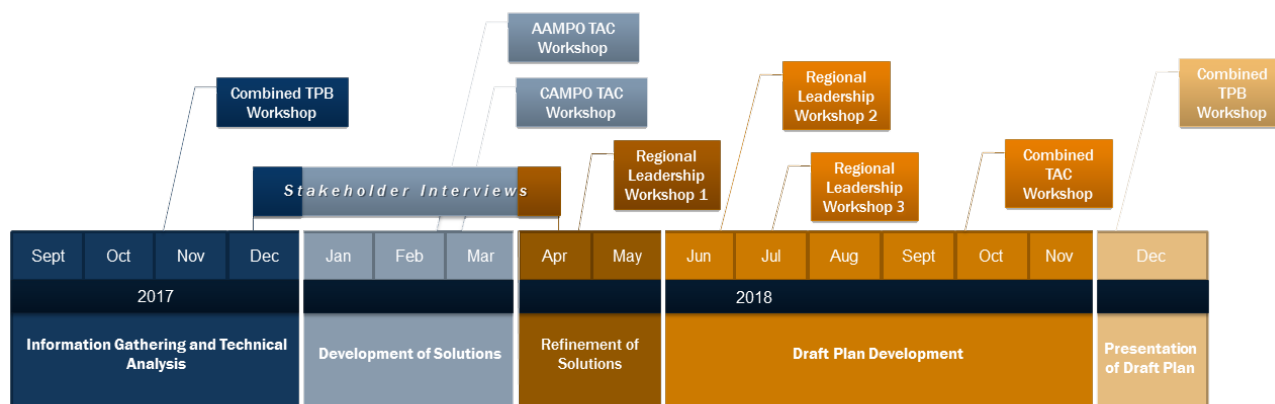 AAMPO TAC
Workshop
Combined TPB
Workshop
CAMPO TAC
Workshop
Regional
Leadership
Workshop 2
Combined
TPB
Workshop
Stakeholder Interviews
Regional
Leadership
Workshop 1
Regional
Leadership
Workshop 3
Combined
TAC
Workshop
Sept Oct Nov Dec Jan Feb Mar Apr May Jun Jul Aug Sept Oct Nov Dec
2017 2018
Information Gathering and Technical
Analysis
Development of Solutions
Refinement of
Solutions
Draft Plan Development
Presentation
of Draft Plan